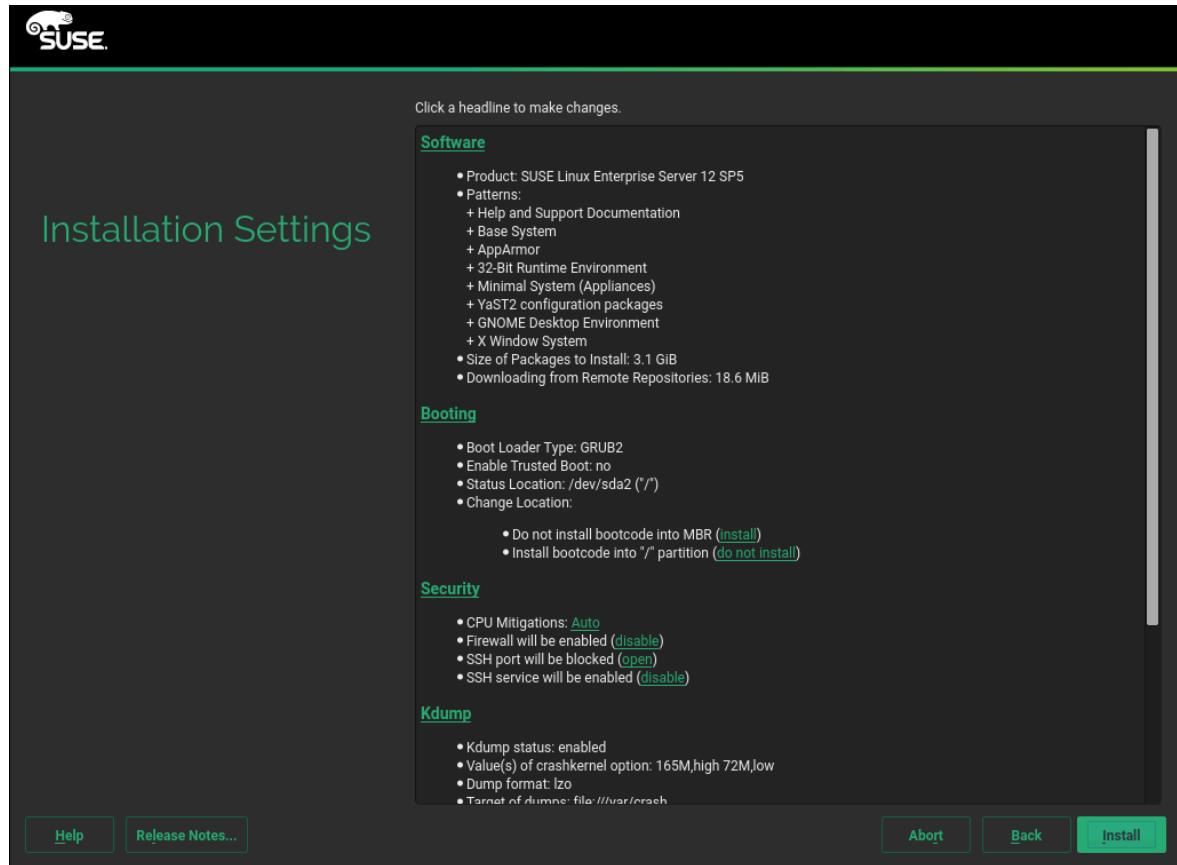 SUSE.
Click a headline to make changes.
Installation Settings
Software
Product: SUSE Linux Enterprise Server 12 SP5
Patterns:
+ Help and Support Documentation
+ Base System
+ AppArmor
+ 32-Bit Runtime Environment
+ Minimal System (Appliances)
+ YaST2 configuration packages
+ GNOME Desktop Environment
+ X Window System
Size of Packages to Install: 3.1 GiB
Downloading from Remote Repositories: 18.6 MiB
Booting
Boot Loader Type: GRUB2
Enable Trusted Boot: no
Status Location: /dev/sda2 ("/")
Change Location:
Do not install bootcode into MBR (install)
Install bootcode into "/" partition (do not install)
Security
CPU Mitigations: Auto
Firewall will be enabled (disable)
SSH port will be blocked (open)
SSH service will be enabled (disable)
Kdump
Kdump status: enabled
Value(s) of crashkernel option: 165M,high 72M,low
Dump format: lzo
Target of dumps: file:///var/crash
Help
Release Notes...
Abort
Back
Install